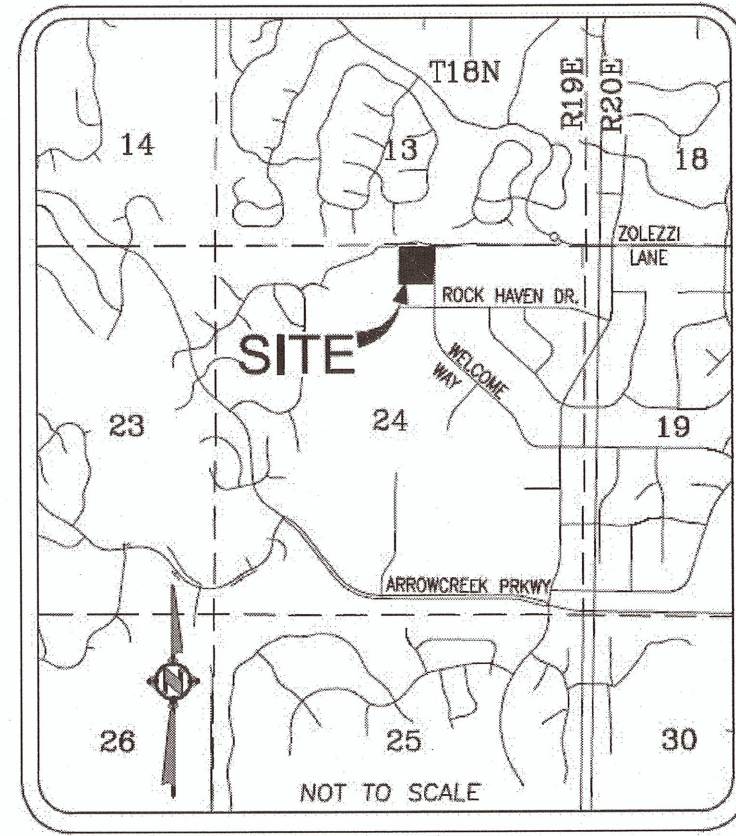 T18N
R19E
R20E
14
13
18
ZOLEZZI
LANE
ROCK HAVEN DR.
SITE
WELCOME
WAY
23
24
19
ARROWCREEK PRKWY
N
26
25
30
NOT TO SCALE